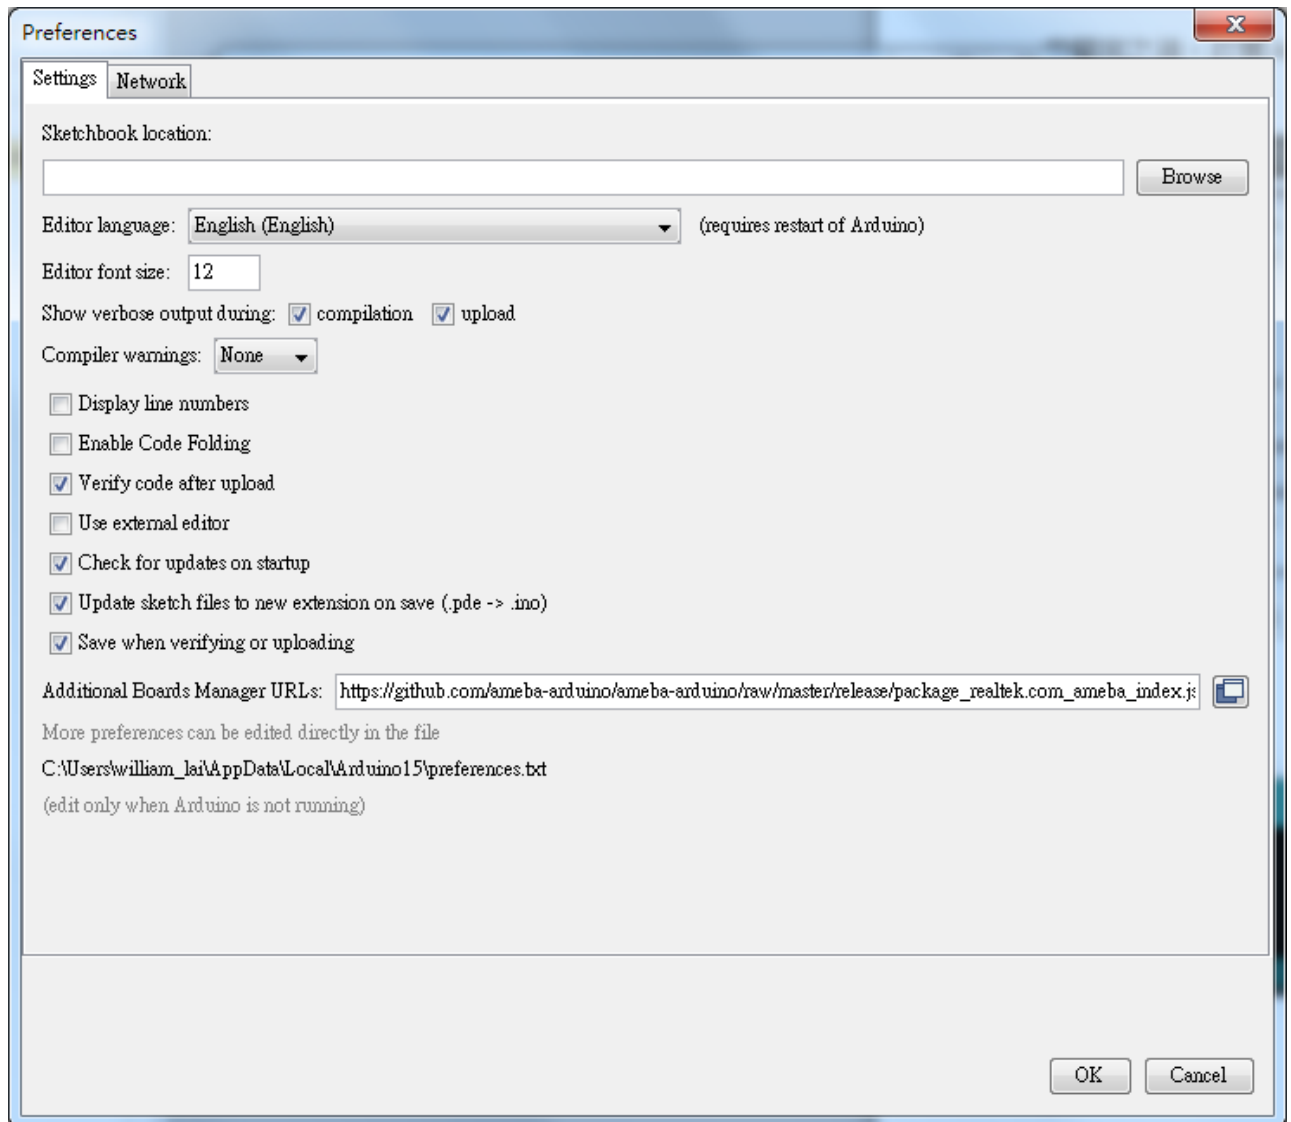 Preferences
Settings Network
Sketchbook location:
Browse
Editor language: English (English) (requires restart of Arduino)
Editor font size: 12
Show verbose output during: compilation upload
Compiler warnings: None
Display line numbers
Enable Code Folding
Verify code after upload
Use external editor
Check for updates on startup
Update sketch files to new extension on save (.pde -> .ino)
Save when verifying or uploading
Additional Boards Manager URLs: https://github.com/ameba-arduino/ameba-arduino/raw/master/release/package_realtek.com_ameba_index.js
More preferences can be edited directly in the file
C:\Users\william_lai\AppData\Local\Arduino15\preferences.txt
(edit only when Arduino is not running)
OK Cancel